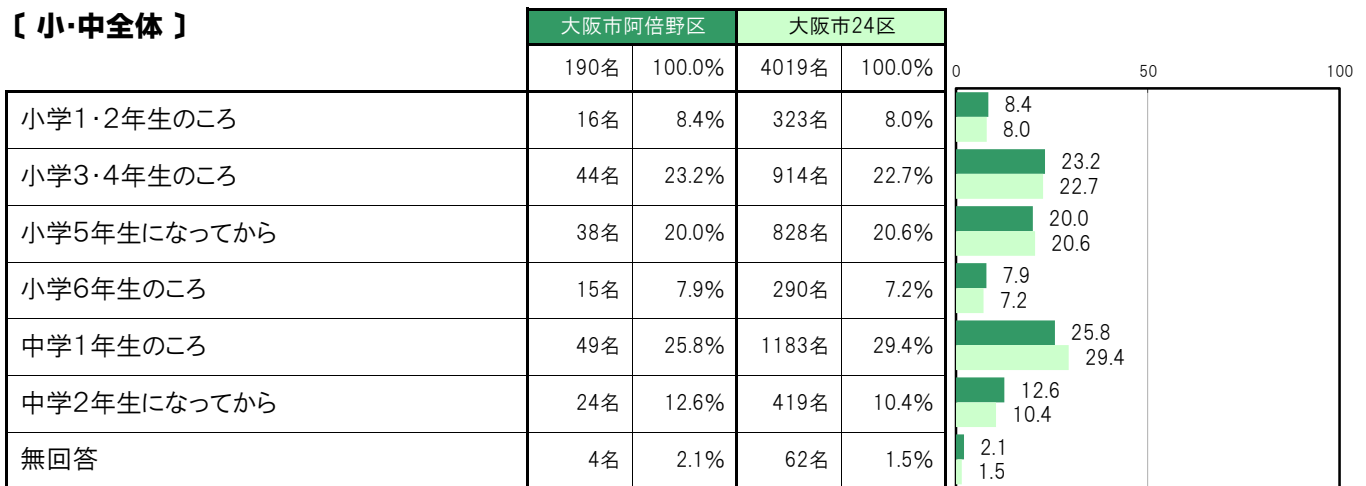 〔 小・中全体 〕
大阪市阿倍野区 大阪市24区
190名 100.0% 4019名 100.0% 0 50 100
小学1・2年生のころ 16名 8.4% 323名 8.0% 8.4
8.0
小学3・4年生のころ 44名 23.2% 914名 22.7% 23.2
22.7
小学5年生になってから 38名 20.0% 828名 20.6% 20.0
20.6
小学6年生のころ 15名 7.9% 290名 7.2% 7.9
7.2
中学1年生のころ 49名 25.8% 1183名 29.4% 25.8
29.4
中学2年生になってから 24名 12.6% 419名 10.4% 12.6
10.4
無回答 4名 2.1% 62名 1.5% 2.1
1.5